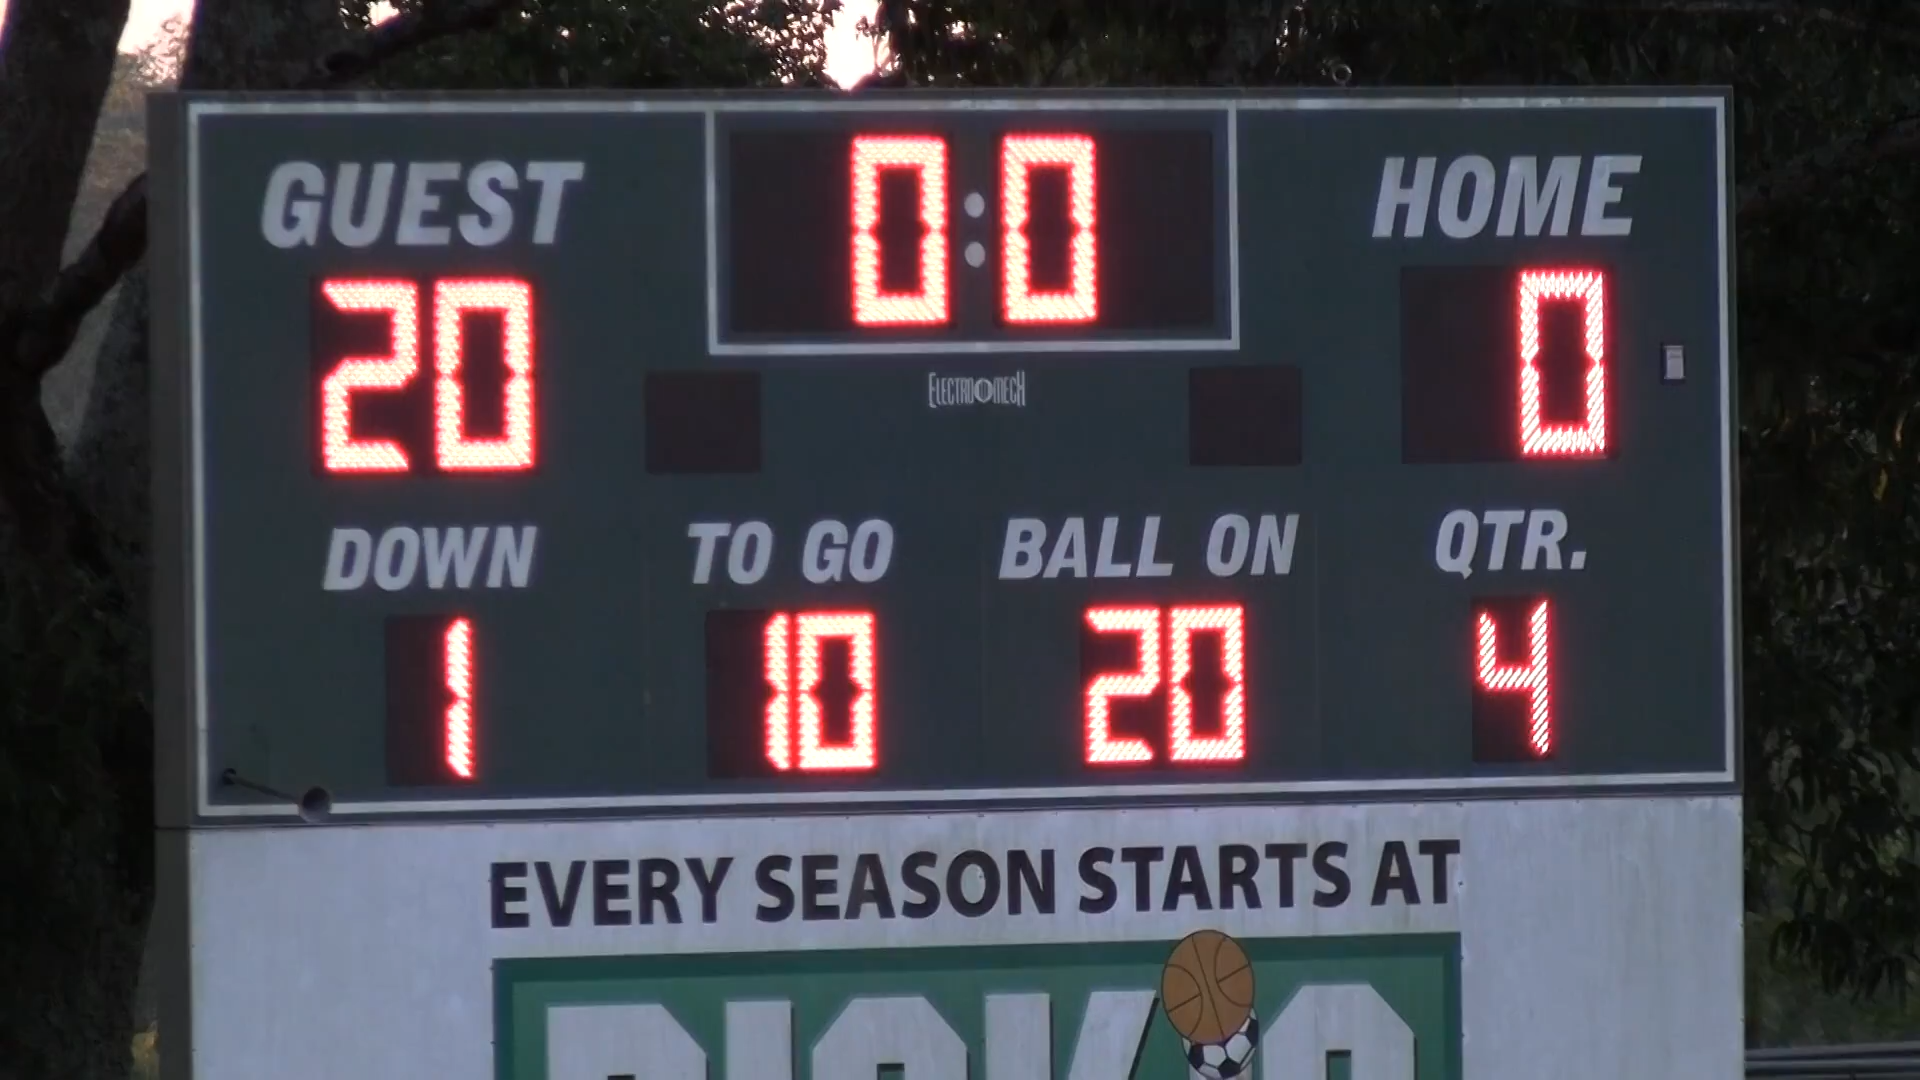 GUEST 0:0 HOME
20 0
ELECTRO-MECH
DOWN TO GO BALL ON QTR.
1 10 20 4
EVERY SEASON STARTS AT